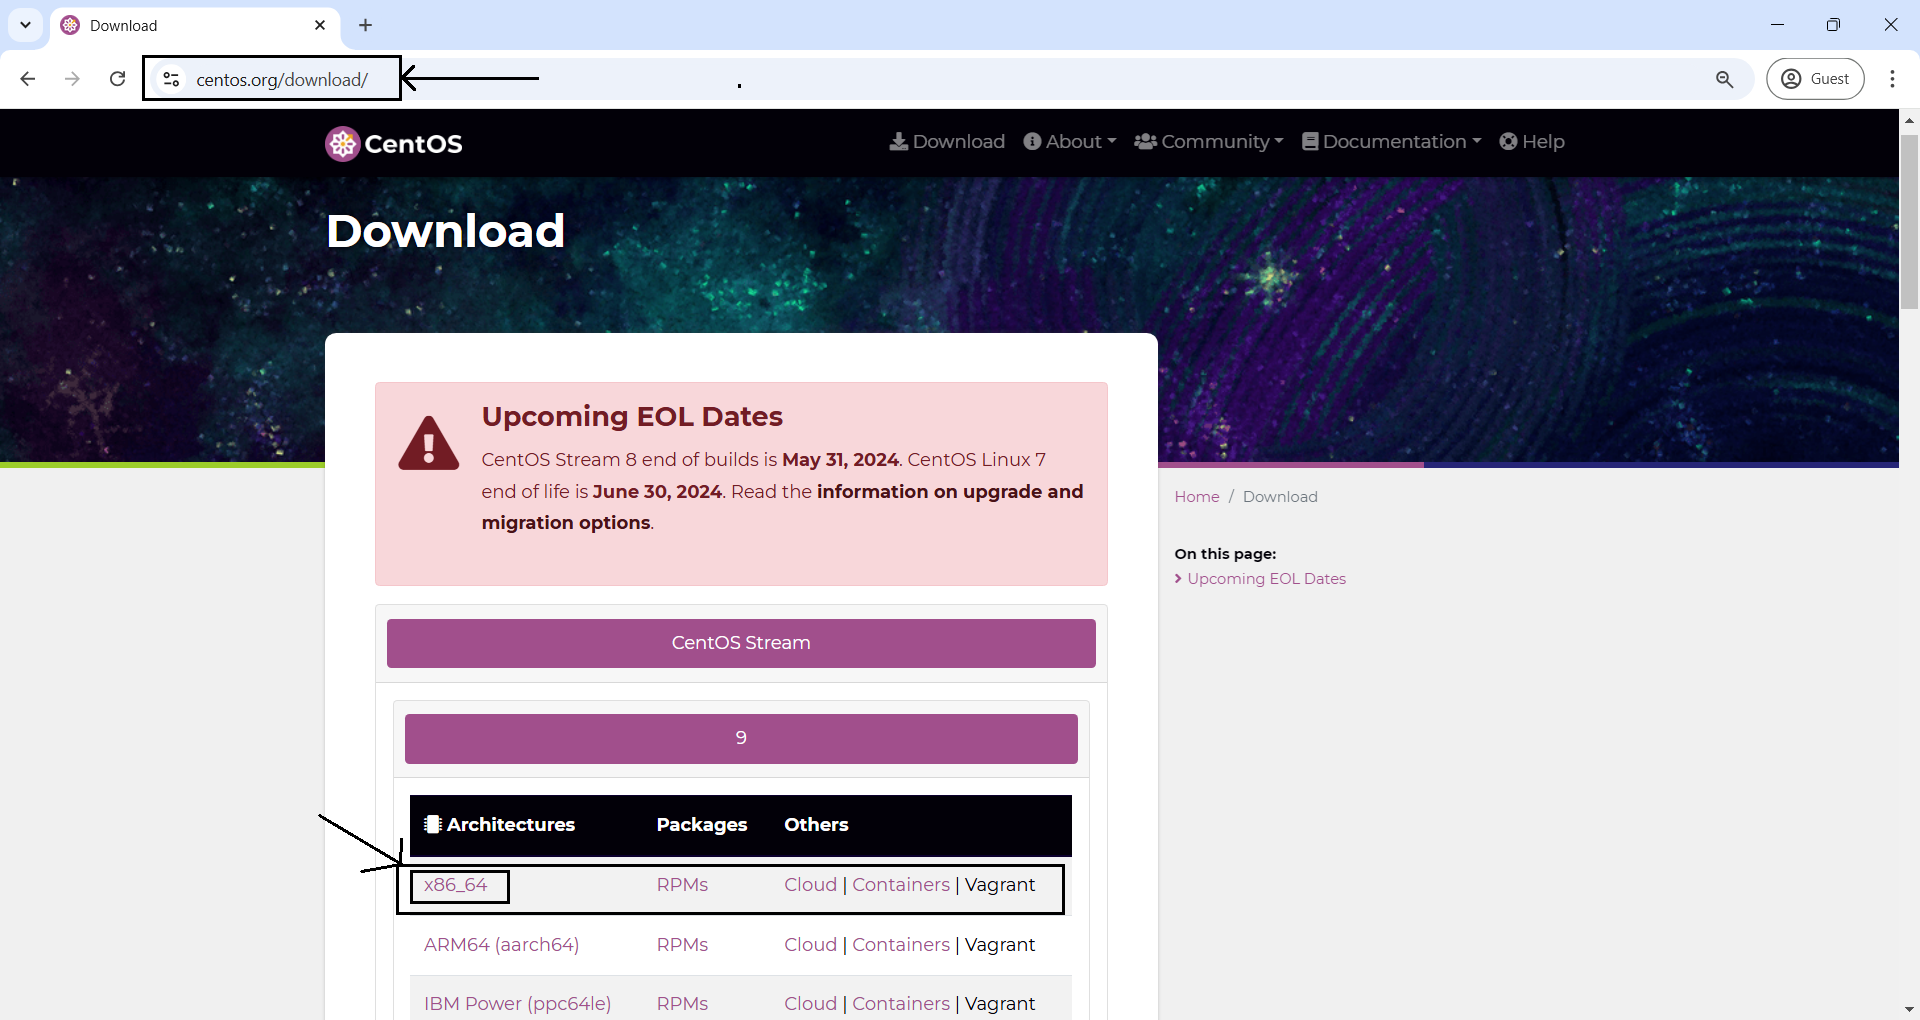 Download
centos.org/download/
Guest
CentOS
Download About Community Documentation Help
Download
Upcoming EOL Dates
CentOS Stream 8 end of builds is May 31, 2024. CentOS Linux 7
end of life is June 30, 2024. Read the information on upgrade and
migration options.
Home / Download
On this page:
Upcoming EOL Dates
CentOS Stream
9
Architectures Packages Others
x86_64 RPMs Cloud | Containers | Vagrant
ARM64 (aarch64) RPMs Cloud | Containers | Vagrant
IBM Power (ppc64le) RPMs Cloud | Containers | Vagrant